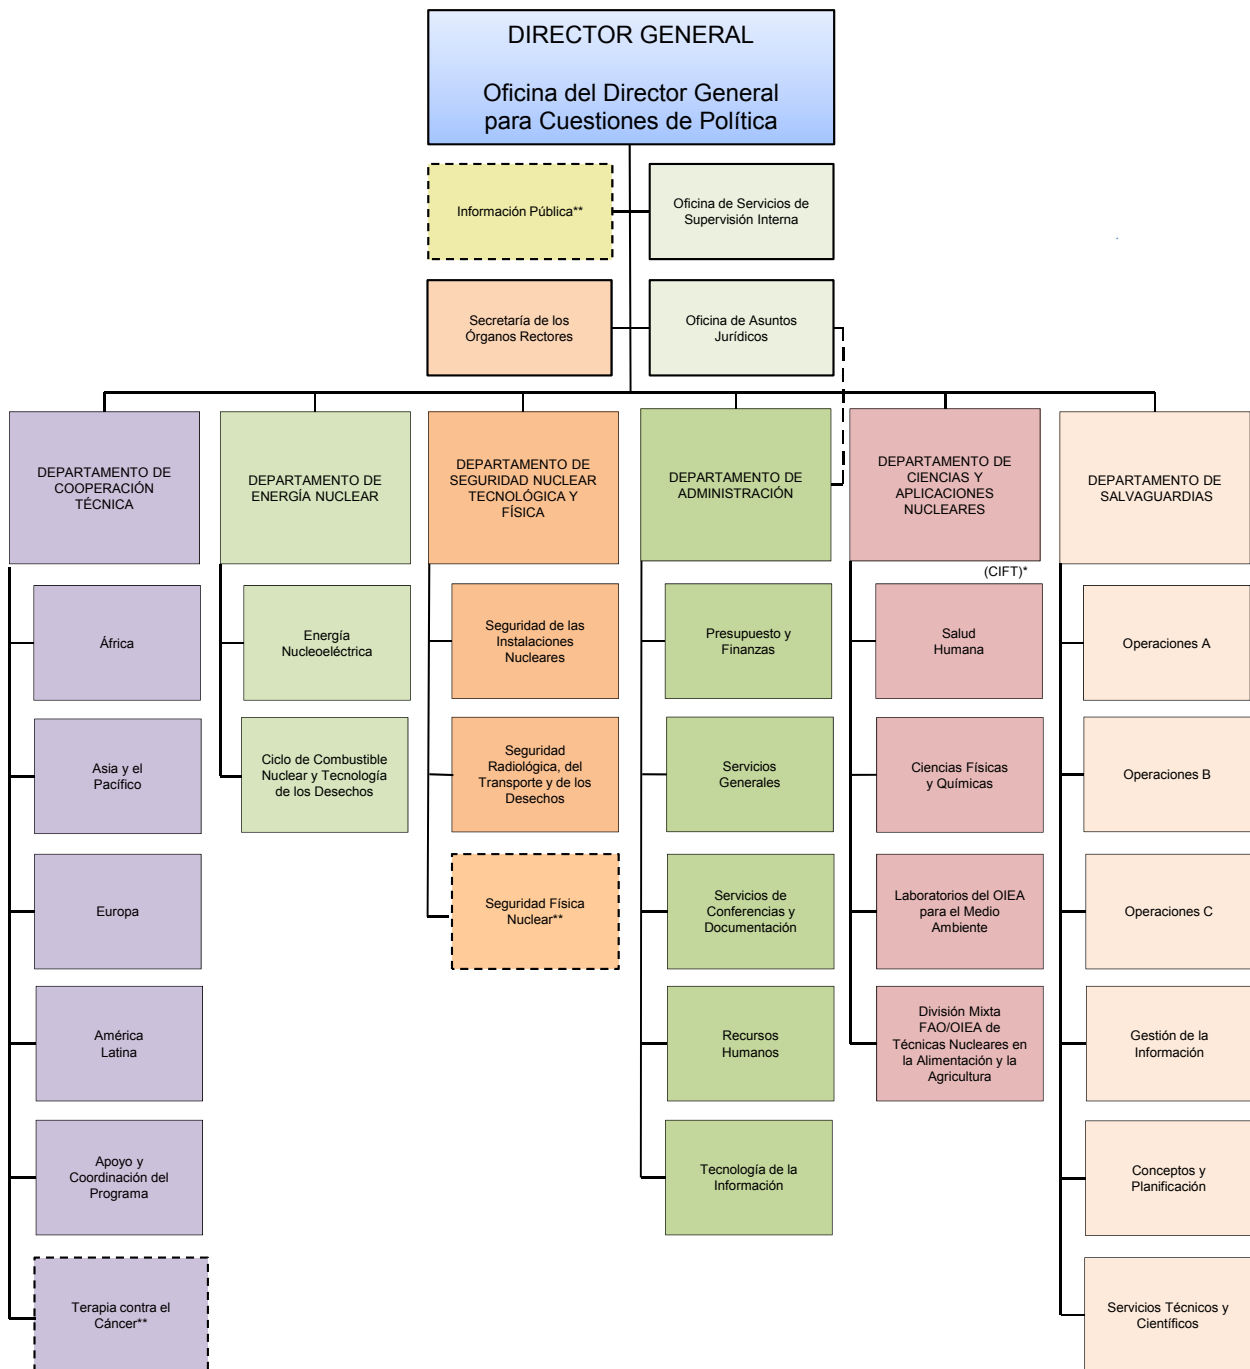 DIRECTOR GENERAL
Oficina del Director General
para Cuestiones de Política
Información Pública**
Oficina de Servicios de
Supervisión Interna
Secretaría de los
Órganos Rectores
Oficina de Asuntos
Jurídicos
DEPARTAMENTO DE
COOPERACIÓN
TÉCNICA
DEPARTAMENTO DE
ENERGÍA NUCLEAR
DEPARTAMENTO DE
SEGURIDAD NUCLEAR
TECNOLÓGICA Y
FÍSICA
DEPARTAMENTO DE
ADMINISTRACIÓN
DEPARTAMENTO DE
CIENCIAS Y
APLICACIONES
NUCLEARES
DEPARTAMENTO DE
SALVAGUARDIAS
(CIFT)*
África
Energía
Nucleoeléctrica
Seguridad de las
Instalaciones
Nucleares
Presupuesto y
Finanzas
Salud
Humana
Operaciones A
Asia y el
Pacífico
Ciclo de Combustible
Nuclear y Tecnología
de los Desechos
Seguridad
Radiológica, del
Transporte y de los
Desechos
Servicios
Generales
Ciencias Físicas
y Químicas
Operaciones B
Europa
Seguridad Física
Nuclear**
Servicios de
Conferencias y
Documentación
Laboratorios del OIEA
para el Medio
Ambiente
Operaciones C
América
Latina
Recursos
Humanos
División Mixta
FAO/OIEA de
Técnicas Nucleares en
la Alimentación y la
Agricultura
Gestión de la
Información
Apoyo y
Coordinación del
Programa
Tecnología de la
Información
Conceptos y
Planificación
Terapia contra el
Cáncer**
Servicios Técnicos y
Científicos